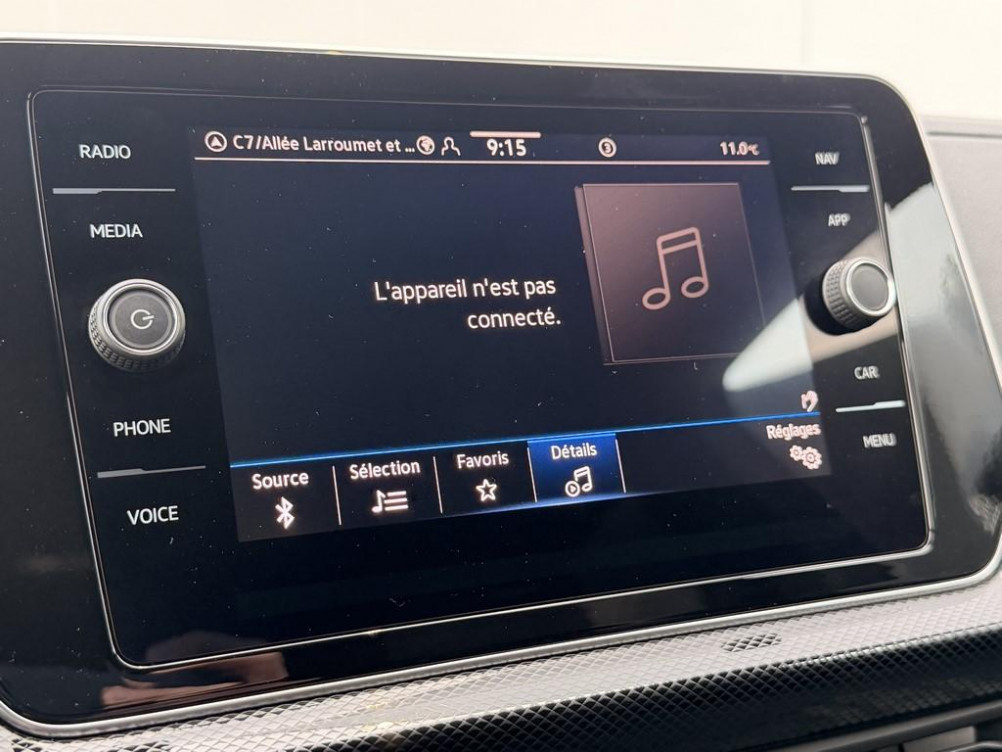 RADIO
MEDIA
PHONE
VOICE
C7/Allée Larroumet et ...
9:15
3
11.0°C
L'appareil n'est pas
connecté.
Source
Sélection
Favoris
Détails
Réglages
NAV
APP
CAR
MENU